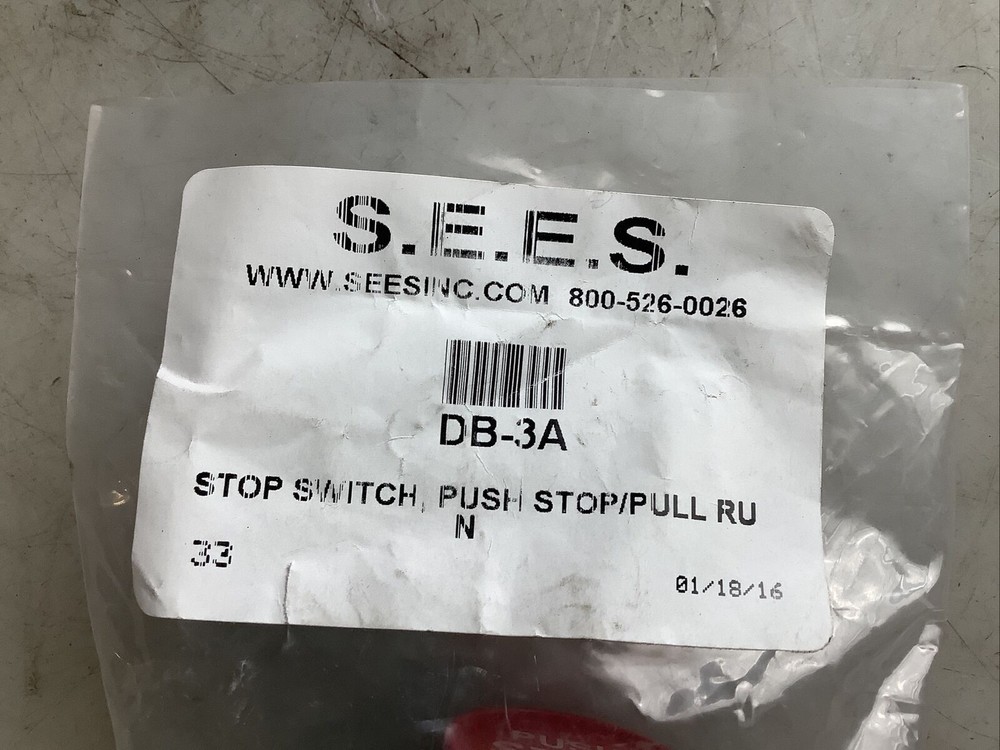 S.E.E.S.
WWW.SEESINC.COM 800-526-0026
DB-3A
STOP SWITCH, PUSH STOP/PULL RU
N
33
01/18/16